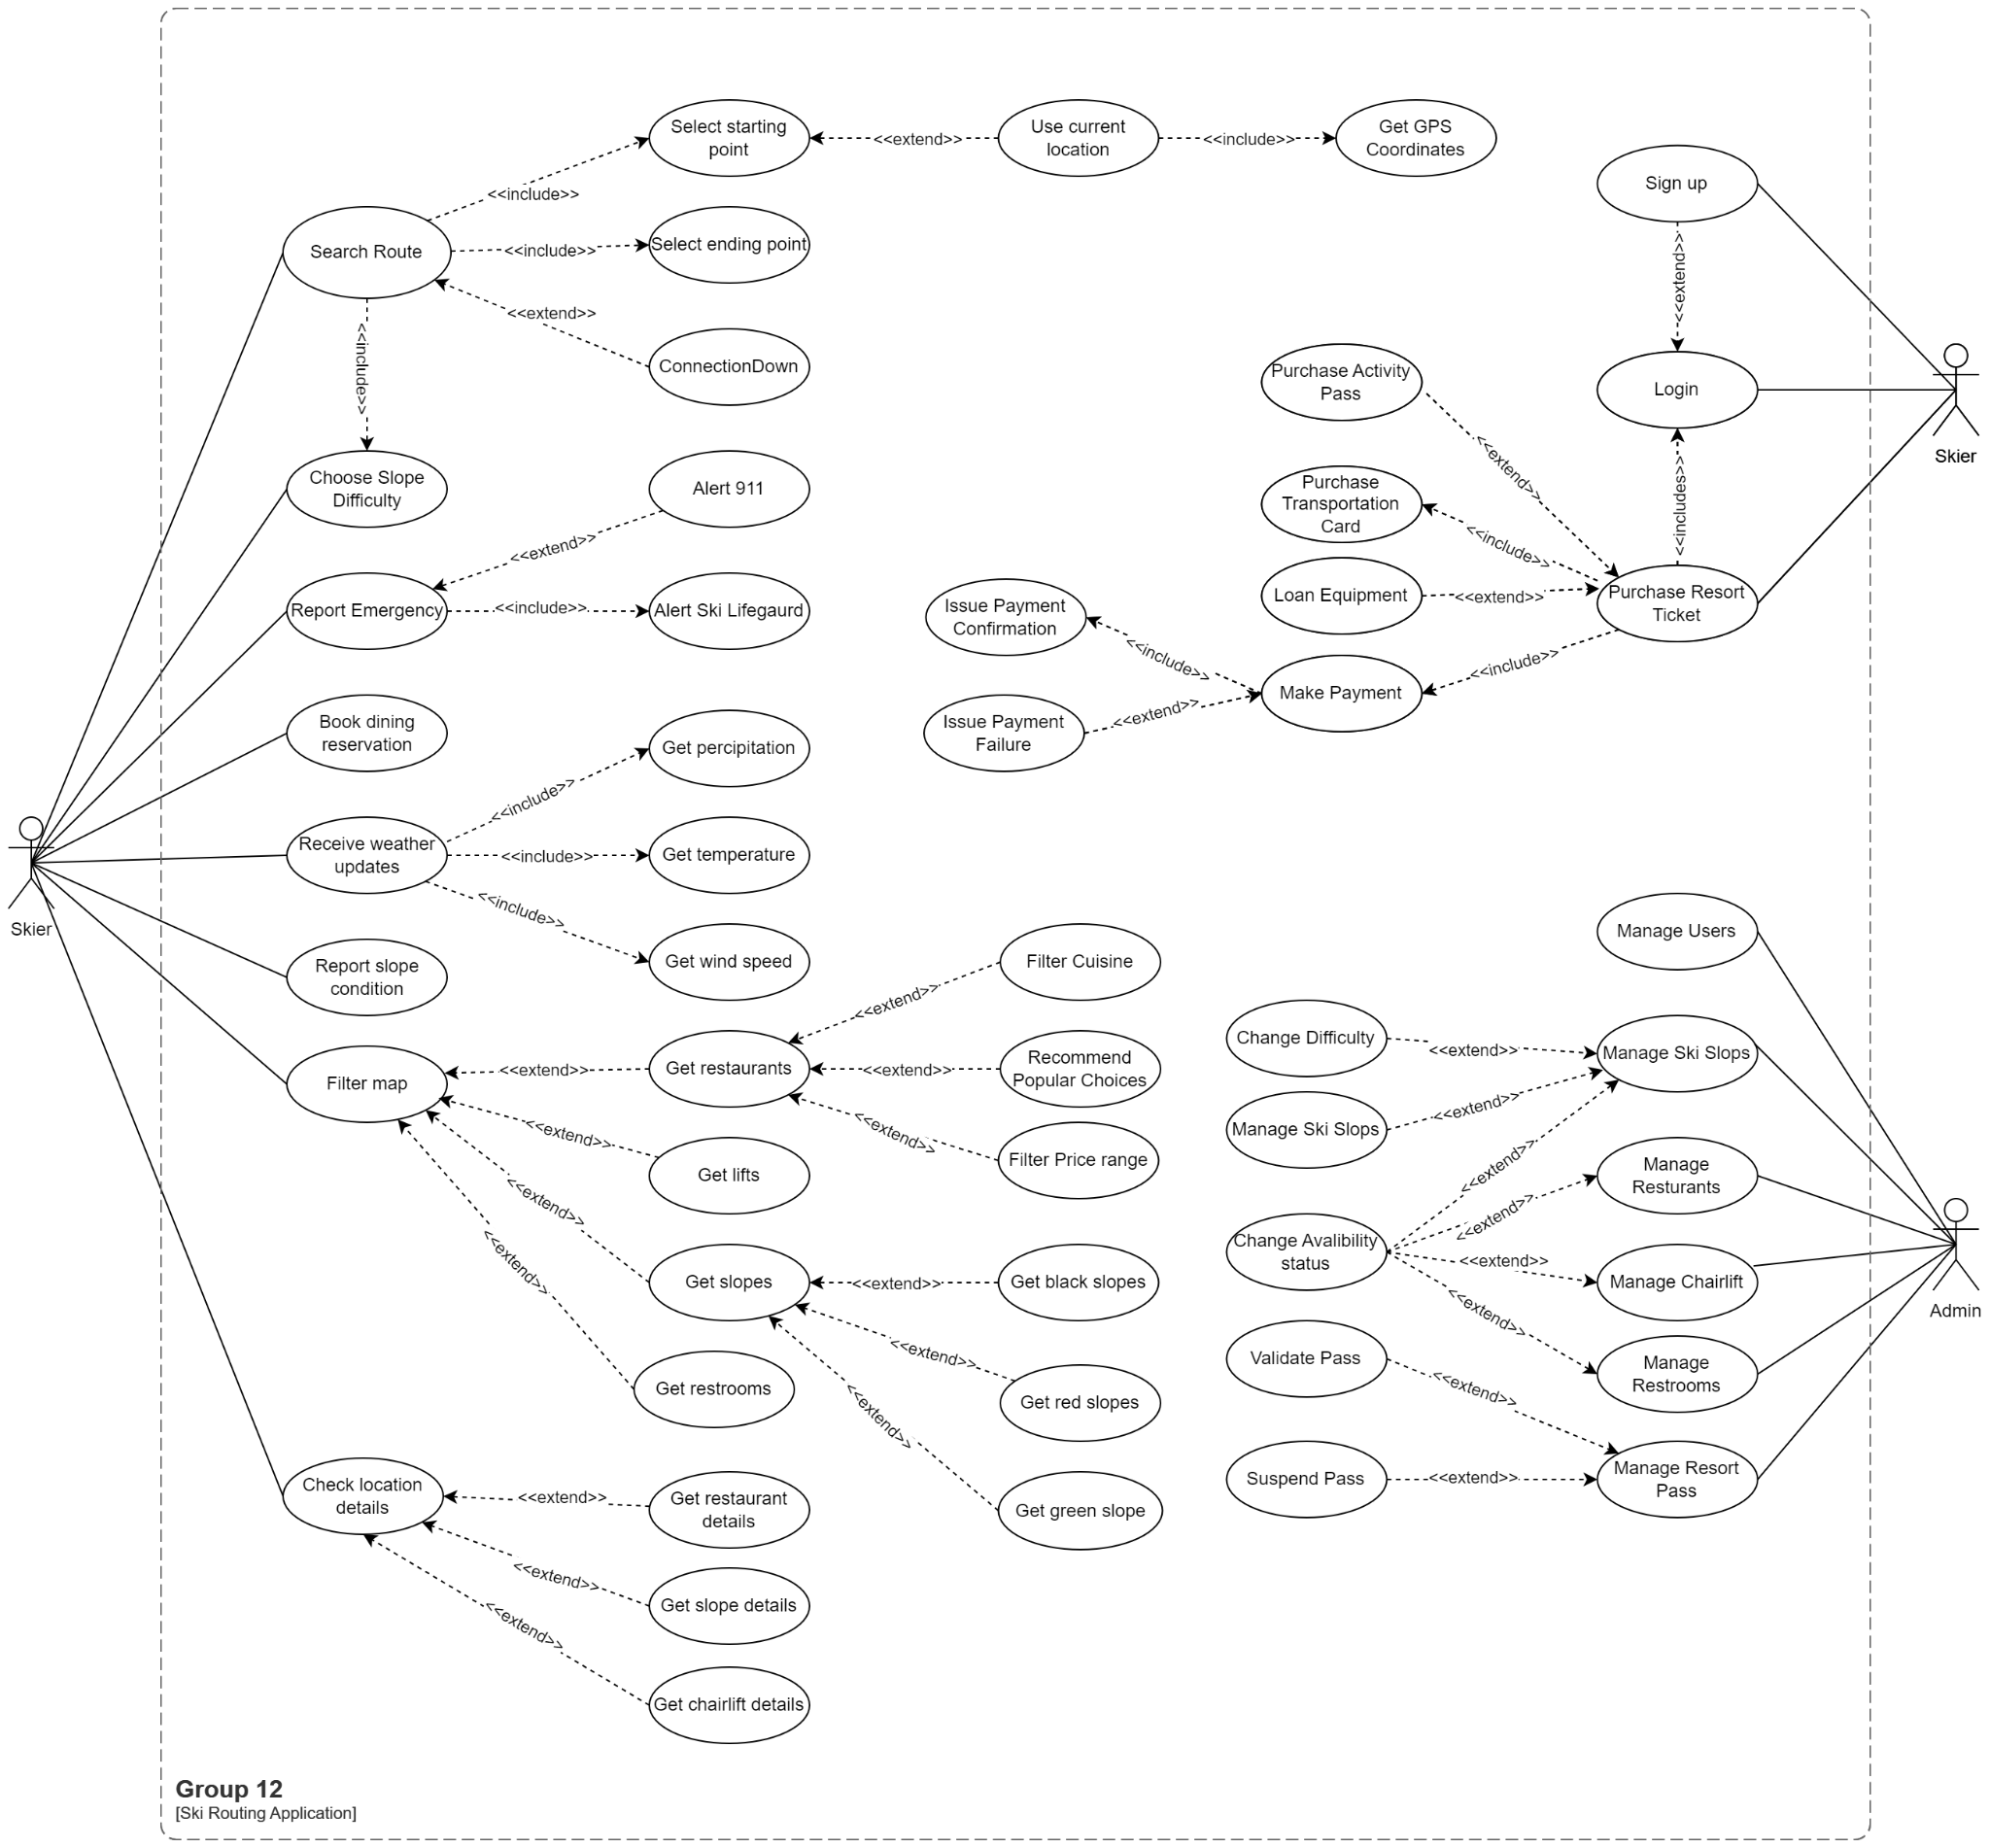 Select starting
point
<<extend>>
Use current
location
<<include>>
Get GPS
Coordinates
Sign up
<<include>>
Search Route
<<include>>
Select ending point
<<extend>>
<<extend>>
ConnectionDown
<<include>>
Purchase Activity
Pass
Login
Skier
Choose Slope
Difficulty
Alert 911
<<extend>>
Purchase
Transportation
Card
<<includes>>
<<extend>>
<<include>>
Report Emergency
<<include>>
Alert Ski Lifegaurd
Issue Payment
Confirmation
Loan Equipment
<<extend>>
Purchase Resort
Ticket
<<include>>
<<include>>
Make Payment
Book dining
reservation
Issue Payment
Failure
<<extend>>
Get percipitation
<<include>>
Receive weather
updates
<<include>>
Get temperature
<<include>>
Skier
Get wind speed
Report slope
condition
Filter Cuisine
<<extend>>
Manage Users
Filter map
<<extend>>
Get restaurants
<<extend>>
Recommend
Popular Choices
Change Difficulty
<<extend>>
Manage Ski Slops
<<extend>>
<<extend>>
Filter Price range
Manage Ski Slops
<<extend>>
Get lifts
<<extend>>
<<extend>>
<<extend>>
Manage
Resturants
<<extend>>
Change Avalibility
status
<<extend>>
Manage Chairlift
Get slopes
<<extend>>
Get black slopes
<<extend>>
Admin
<<extend>>
Get restrooms
Get red slopes
<<extend>>
Validate Pass
<<extend>>
Manage
Restrooms
Check location
details
<<extend>>
Get restaurant
details
Get green slope
Suspend Pass
<<extend>>
Manage Resort
Pass
<<extend>>
Get slope details
<<extend>>
Get chairlift details
Group 12
[Ski Routing Application]